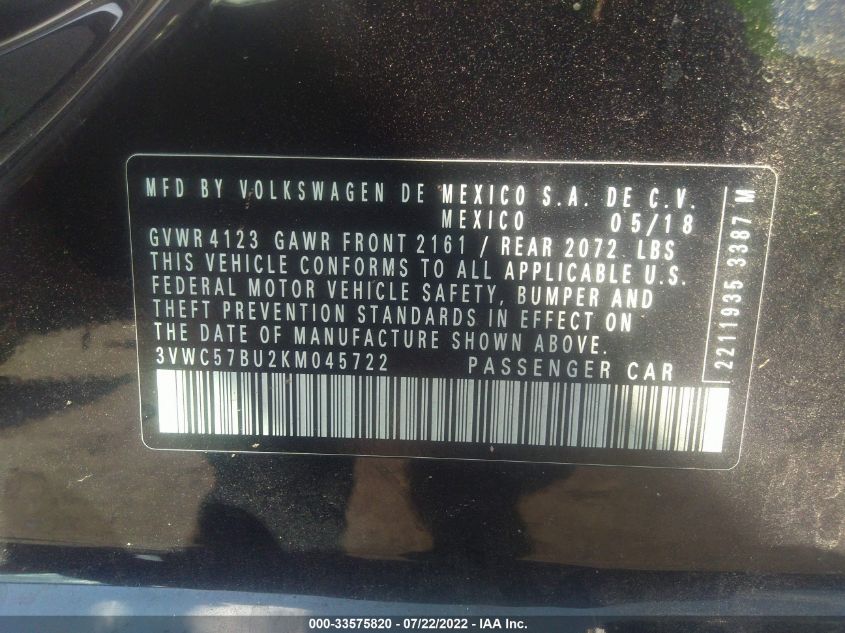 MFD BY VOLKSWAGEN DE MEXICO S.A. DE C.V.
MEXICO 05/18
GVWR 4123 GAWR FRONT 2161 / REAR 2072 LBS
THIS VEHICLE CONFORMS TO ALL APPLICABLE U.S.
FEDERAL MOTOR VEHICLE SAFETY, BUMPER AND
THEFT PREVENTION STANDARDS IN EFFECT ON
THE DATE OF MANUFACTURE SHOWN ABOVE.
3VWC57BU2KM045722 PASSENGER CAR
2211935 3387 M
000-33575820 - 07/22/2022 - IAA Inc.